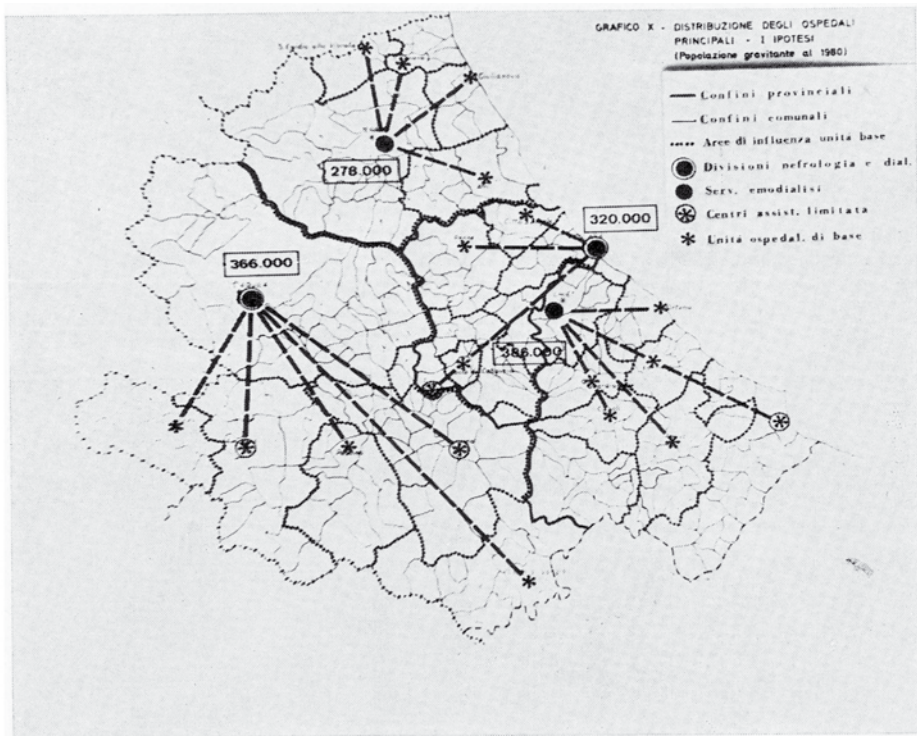 GRAFICO X - DISTRIBUZIONE DEGLI OSPEDALI
PRINCIPALI - I IPOTESI
(Popolazione gravitante al 1980)
Confini provinciali
Confini comunali
Aree di influenza unità base
Divisioni nefrologia e dial.
Serv. emodialisi
Centri assist. limitata
Unità ospedal. di base
Giulianova
278.000
320.000
366.000
386.000